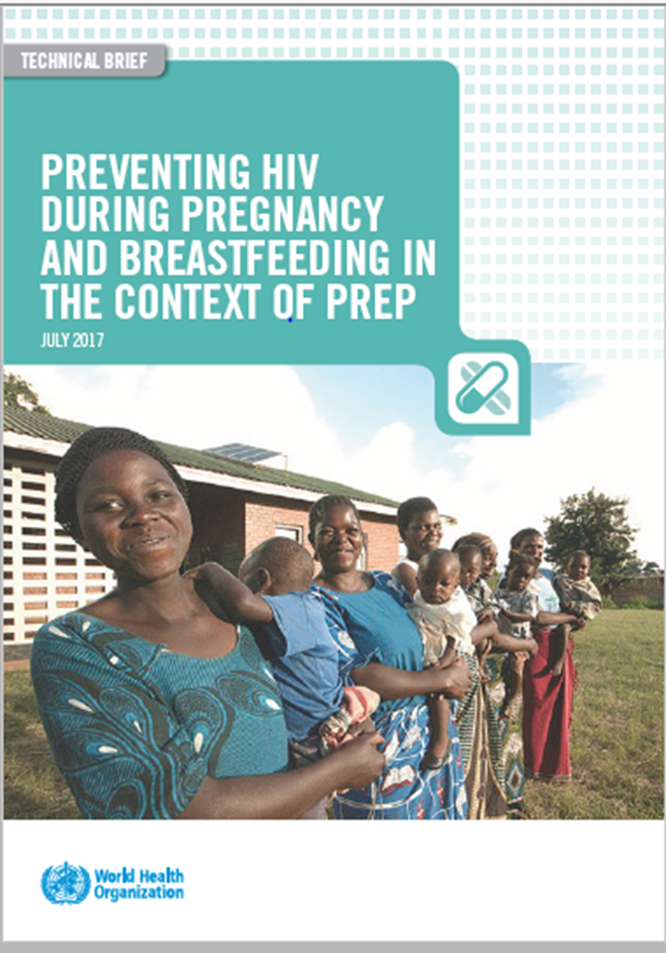 TECHNICAL BRIEF
PREVENTING HIV
DURING PREGNANCY
AND BREASTFEEDING IN
THE CONTEXT OF PREP
JULY 2017
World Health
Organization